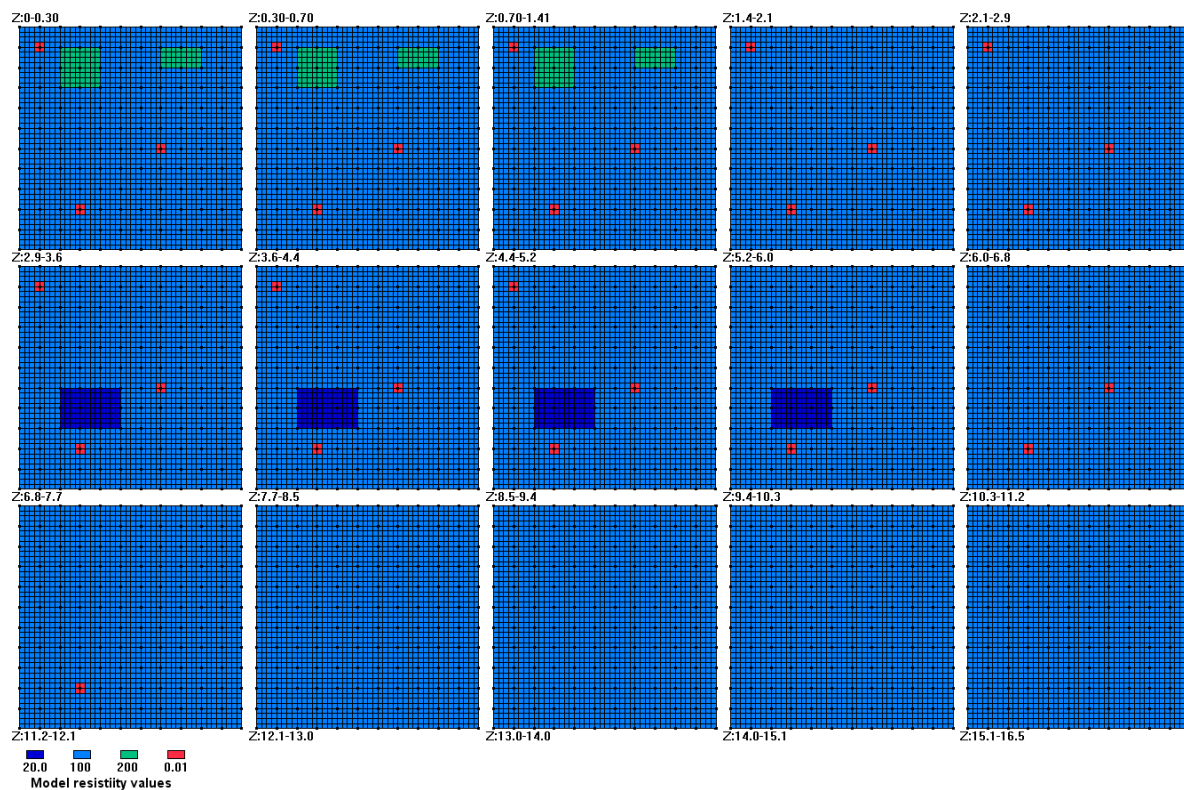 Z:0-0.30 Z:0.30-0.70 Z:0.70-1.41 Z:1.4-2.1 Z:2.1-2.9
Z:2.9-3.6 Z:3.6-4.4 Z:4.4-5.2 Z:5.2-6.0 Z:6.0-6.8
Z:6.8-7.7 Z:7.7-8.5 Z:8.5-9.4 Z:9.4-10.3 Z:10.3-11.2
Z:11.2-12.1 Z:12.1-13.0 Z:13.0-14.0 Z:14.0-15.1 Z:15.1-16.5
20.0 100 200 0.01
Model resistiity values